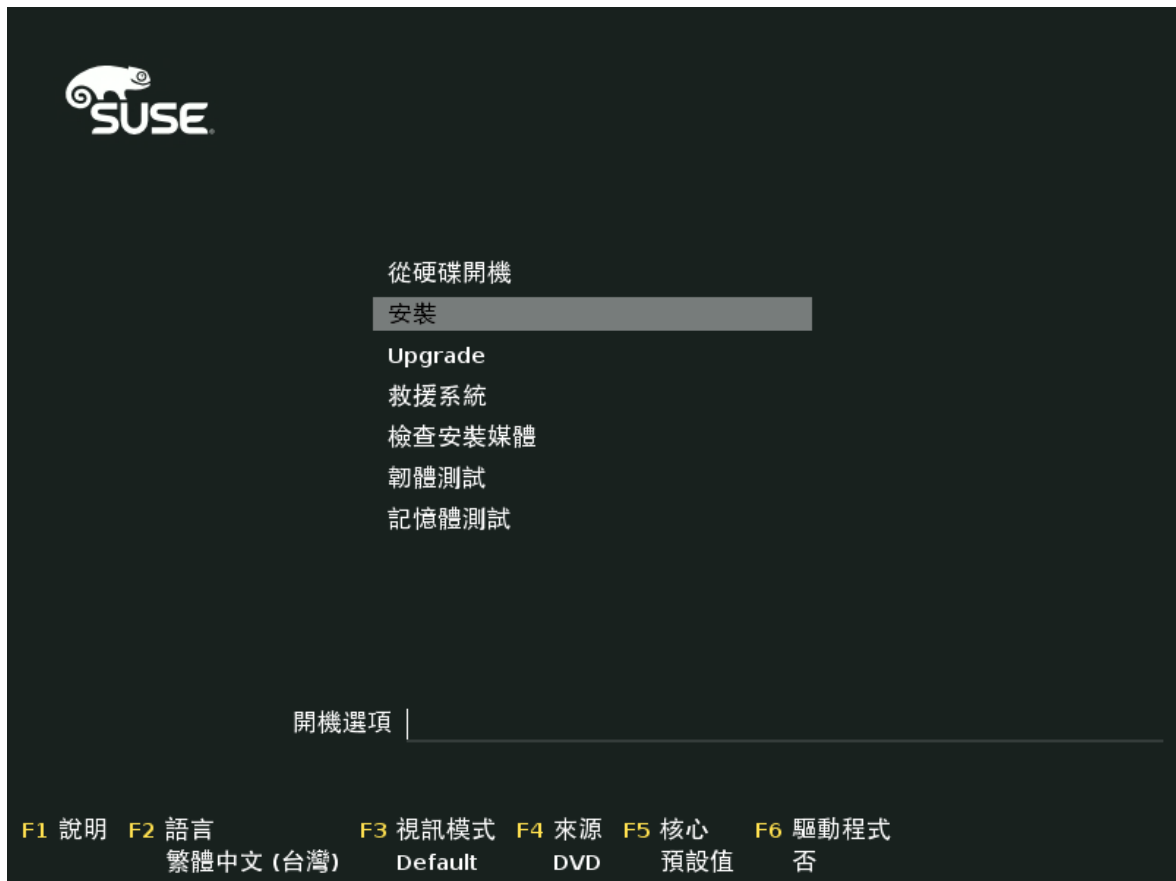 SUSE
從硬碟開機
安裝
Upgrade
救援系統
檢查安裝媒體
韌體測試
記憶體測試
開機選項
F1 說明 F2 語言 F3 視訊模式 F4 來源 F5 核心 F6 驅動程式
繁體中文 (台灣) Default DVD 預設值 否